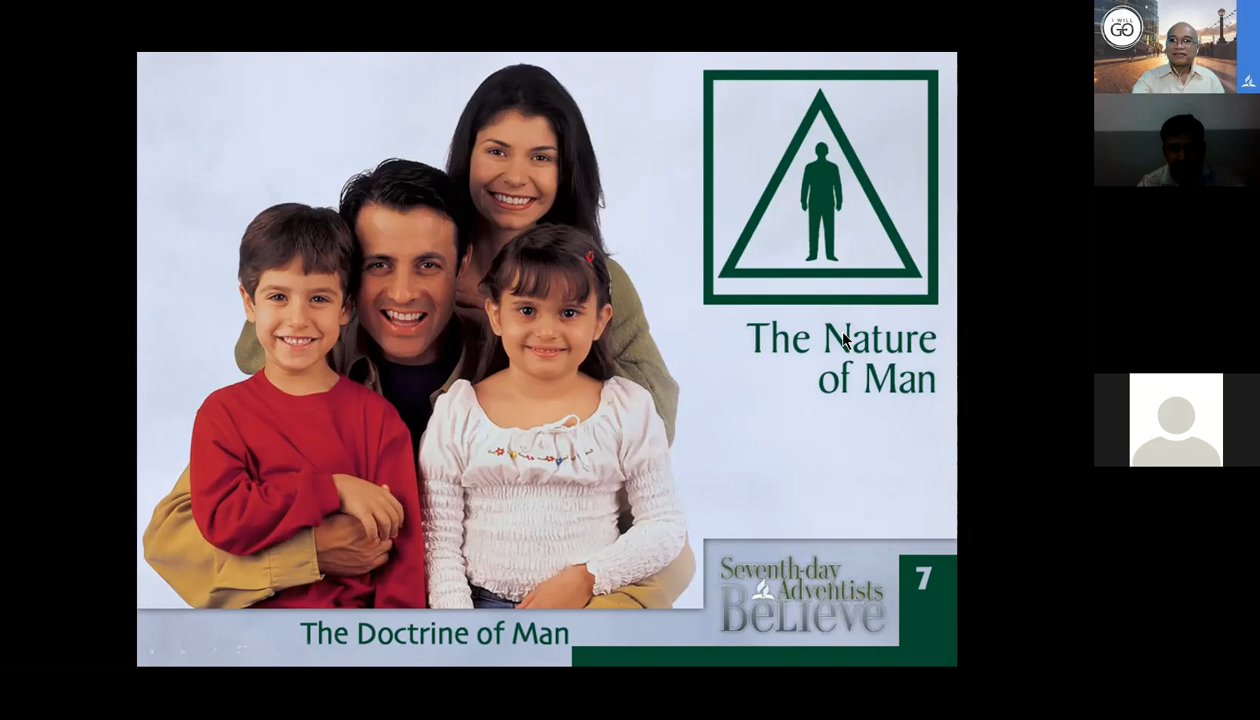 I WILL
GO
The Nature
of Man
Seventh-day
Adventists
Believe
7
The Doctrine of Man